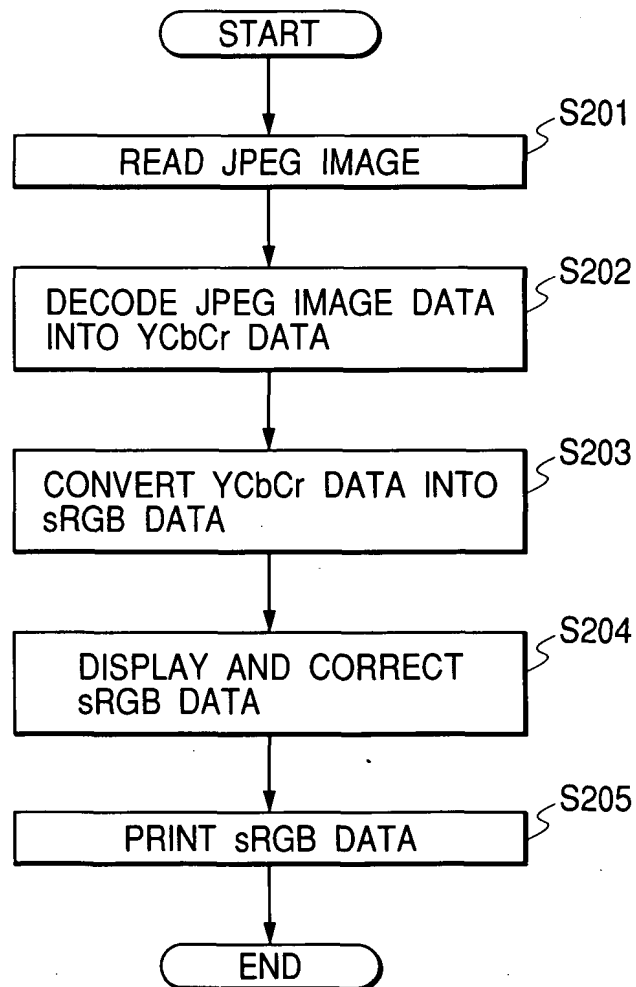 START
S201
READ JPEG IMAGE
S202
DECODE JPEG IMAGE DATA
INTO YCbCr DATA
S203
CONVERT YCbCr DATA INTO
sRGB DATA
S204
DISPLAY AND CORRECT
sRGB DATA
S205
PRINT sRGB DATA
END